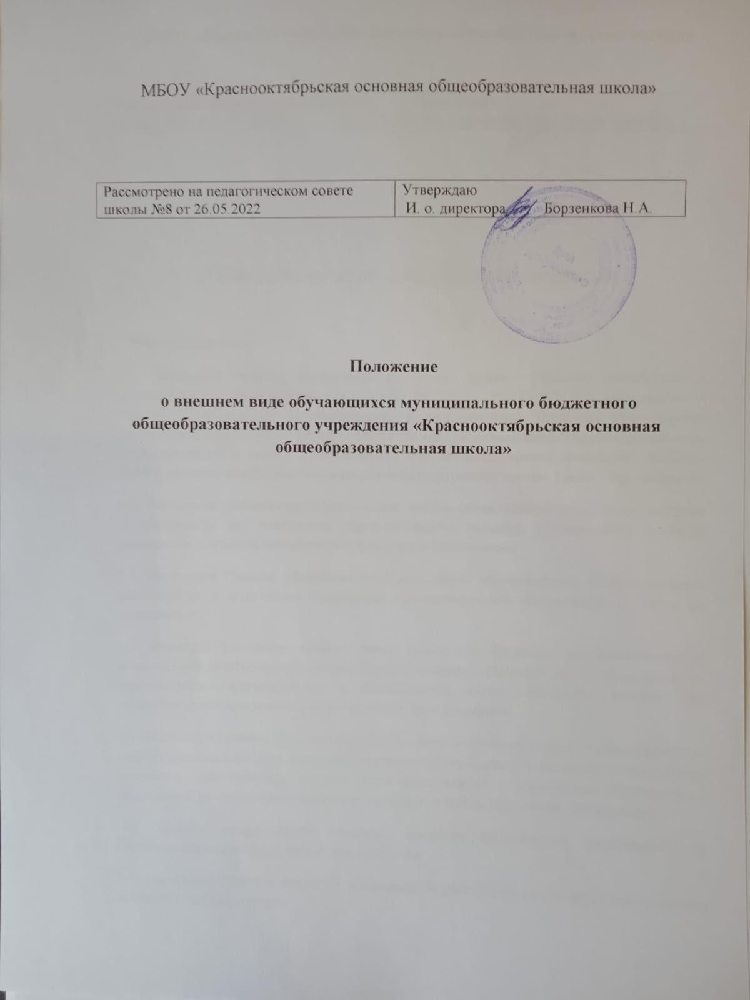 МБОУ «Краснооктябрьская основная общеобразовательная школа»
Рассмотрено на педагогическом совете
школы №8 от 26.05.2022
Утверждаю
И. о. директора Борзенкова Н.А.
Положение
о внешнем виде обучающихся муниципального бюджетного
общеобразовательного учреждения «Краснооктябрьская основная
общеобразовательная школа»